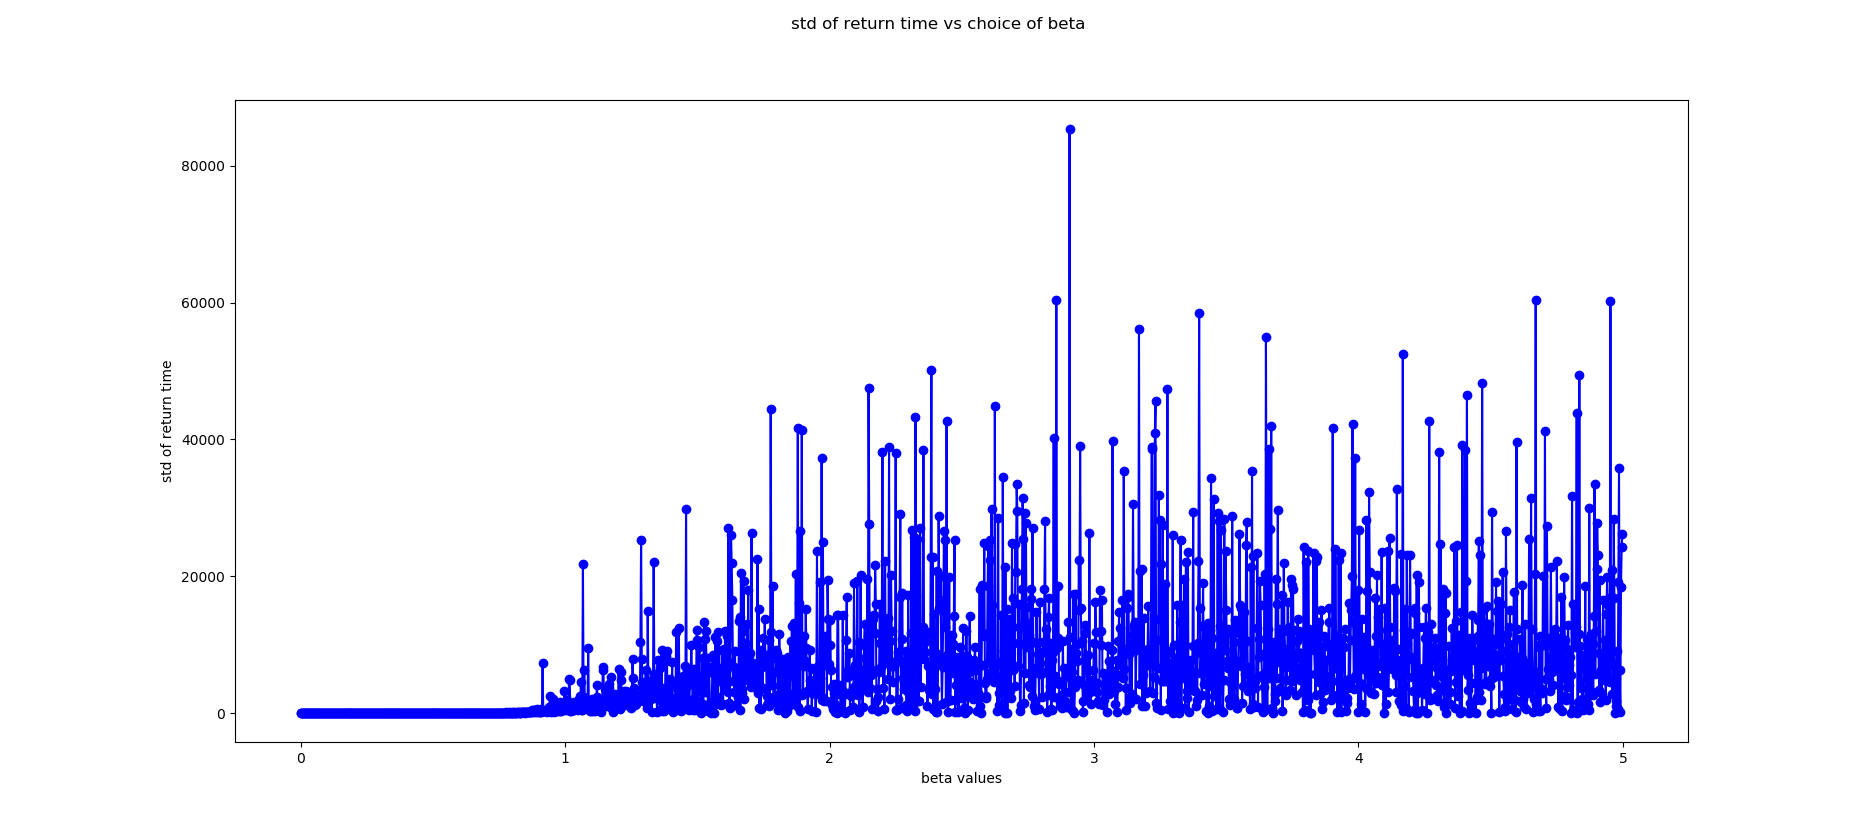 std of return time vs choice of beta
80000
60000
40000
20000
0
std of return time
0 1 2 3 4 5
beta values